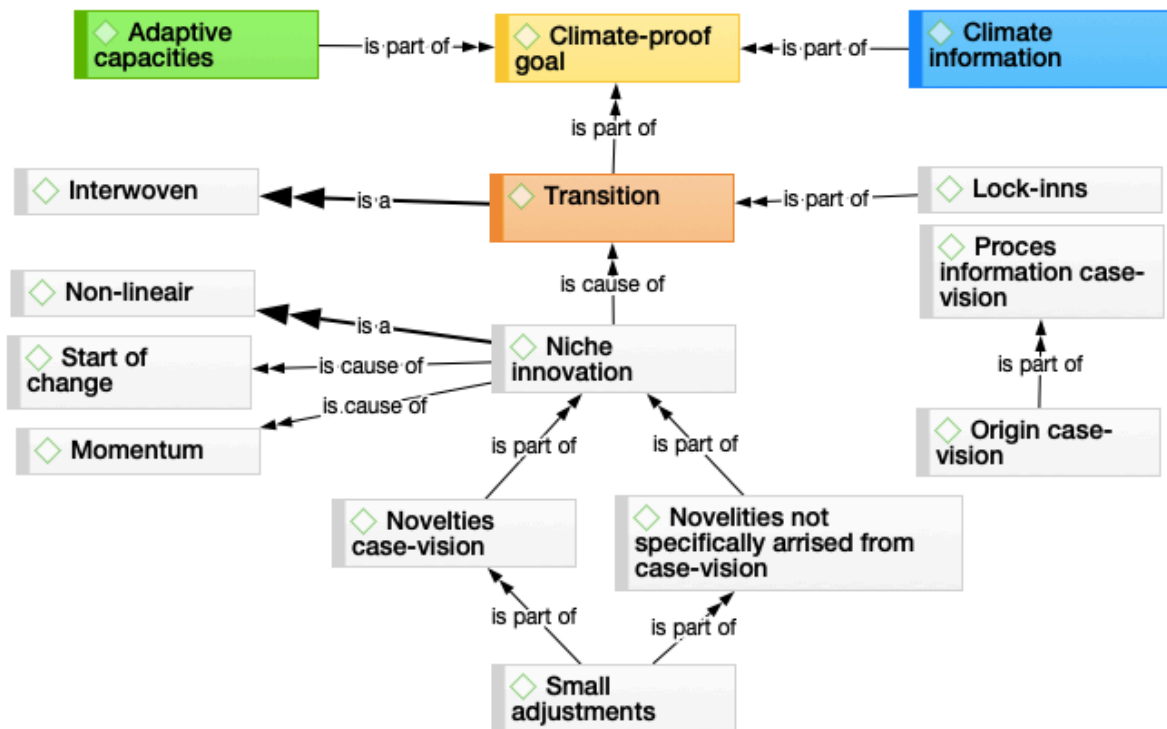 Adaptive
capacities
is part of
Climate-proof
goal
is part of
Climate
information
is part of
Interwoven
is a
Transition
is part of
Lock-inns
Proces
information case-
vision
is cause of
Non-lineair
is a
Start of
change
is cause of
Niche
innovation
is part of
is cause of
Momentum
Origin case-
vision
is part of
is part of
Novelties
case-vision
Novelities not
specifically arrised from
case-vision
is part of
is part of
Small
adjustments